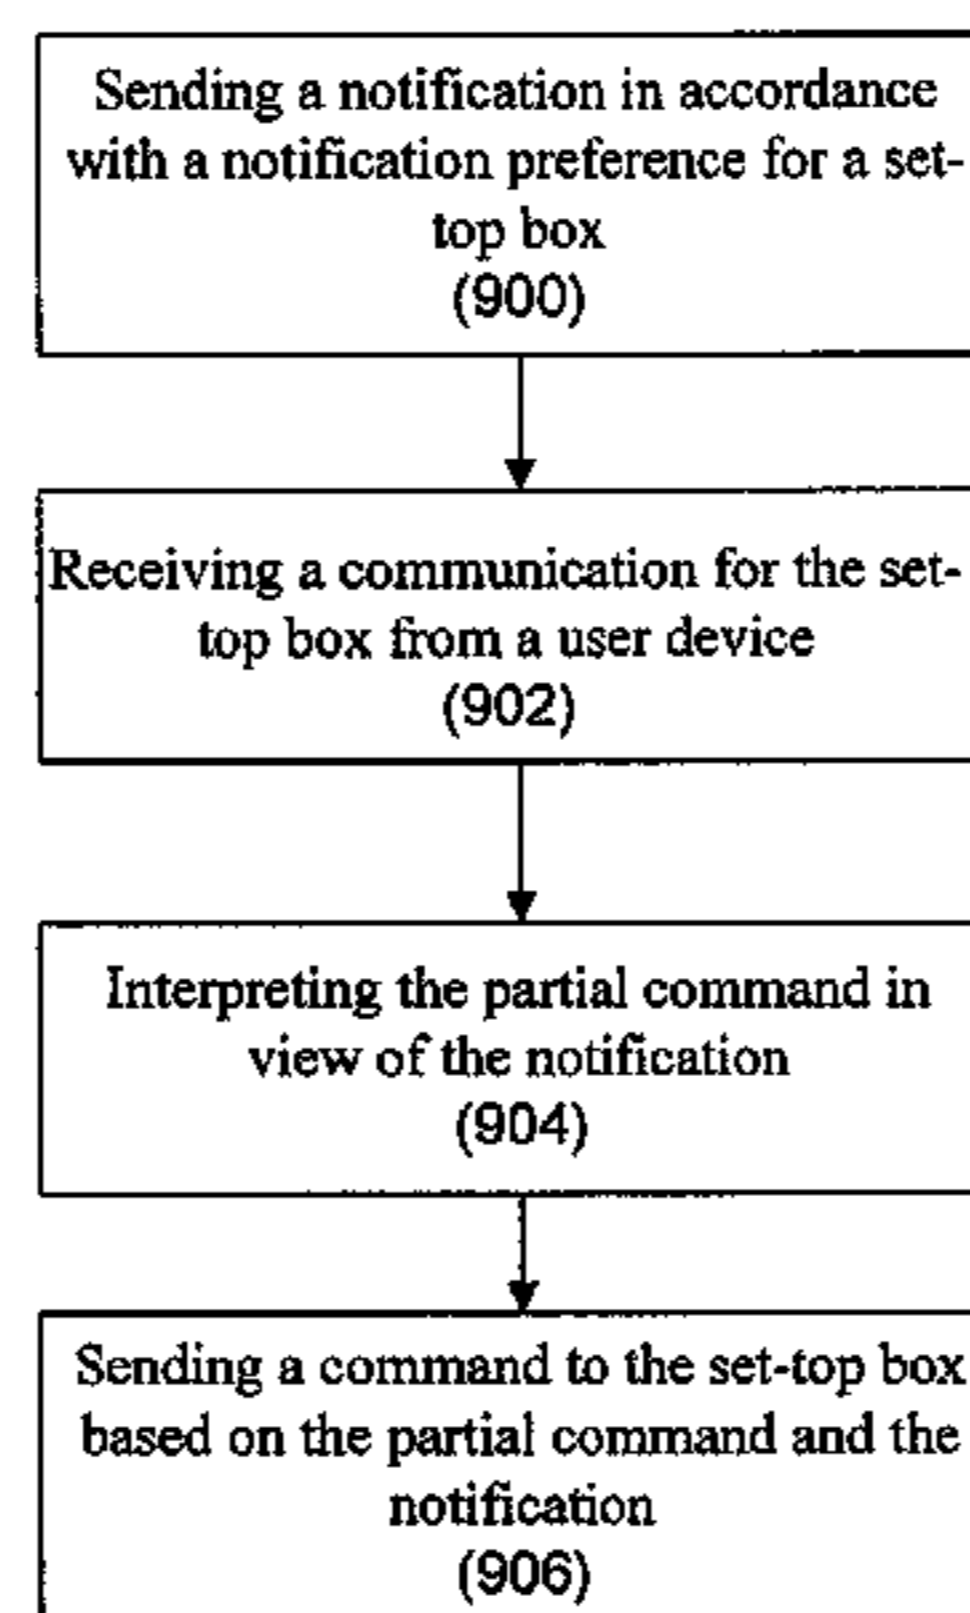 Sending a notification in accordance
with a notification preference for a set-
top box
(900)
Receiving a communication for the set-
top box from a user device
(902)
Interpreting the partial command in
view of the notification
(904)
Sending a command to the set-top box
based on the partial command and the
notification
(906)